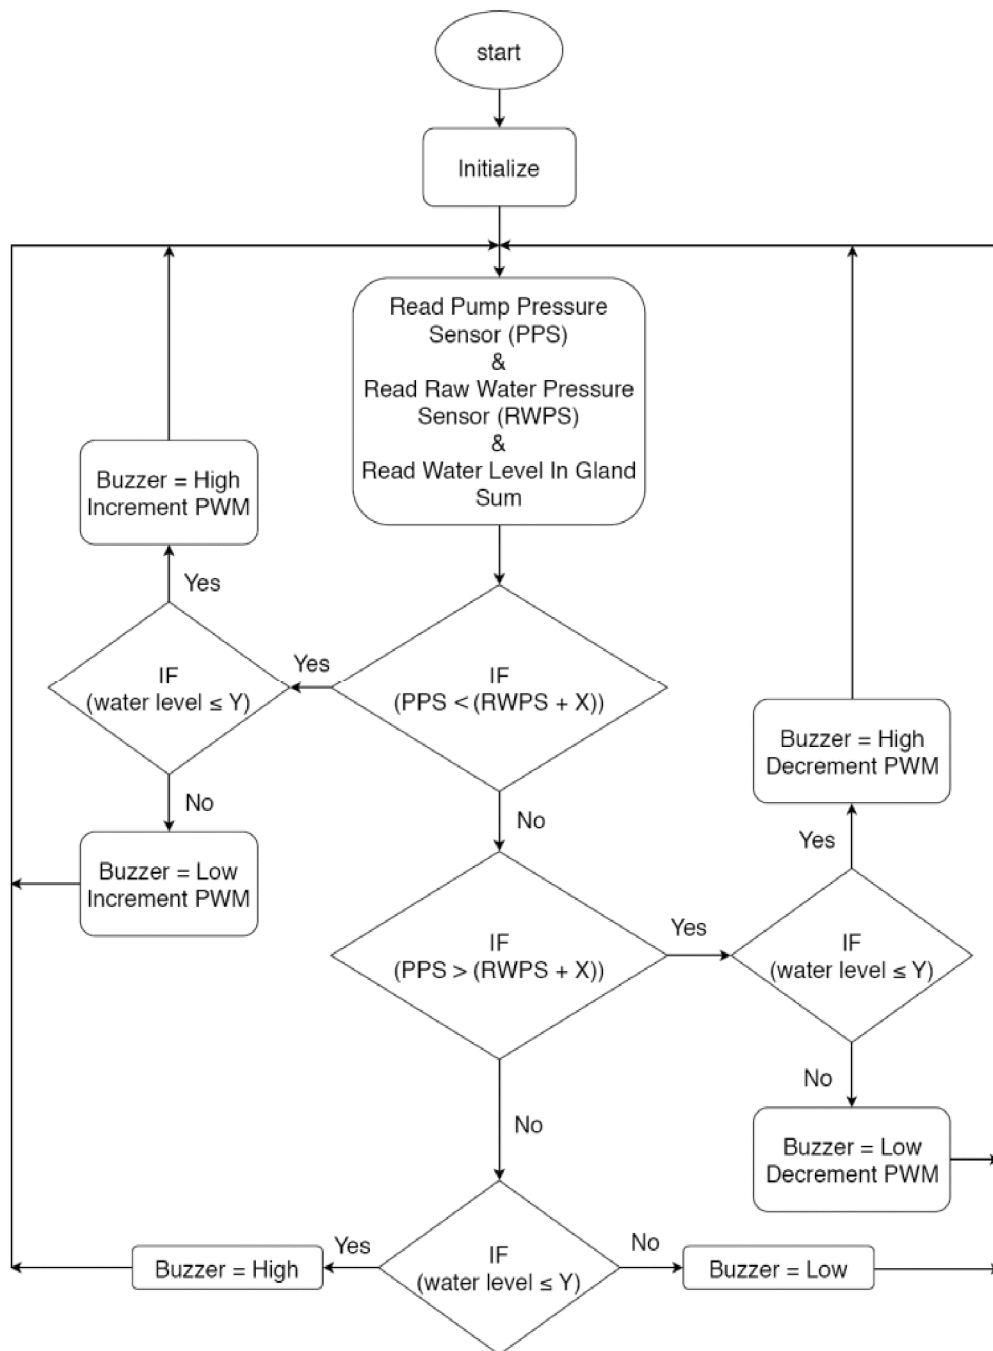 start
Initialize
Read Pump Pressure
Sensor (PPS)
&
Read Raw Water Pressure
Sensor (RWPS)
&
Read Water Level In Gland
Sum
Buzzer = High
Increment PWM
Yes
IF
(water level ≤ Y)
Yes
IF
(PPS < (RWPS + X))
No
Buzzer = Low
Increment PWM
No
IF
(PPS > (RWPS + X))
Yes
Buzzer = High
Decrement PWM
Yes
IF
(water level ≤ Y)
No
Buzzer = Low
Decrement PWM
No
IF
(water level ≤ Y)
Yes
Buzzer = High
No
Buzzer = Low